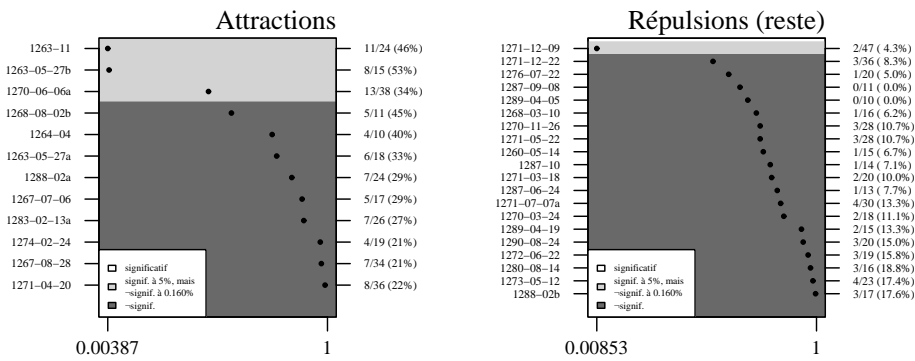 Attractions
1263−11 11/24 (46%)
1263−05−27b 8/15 (53%)
1270−06−06a 13/38 (34%)
1268−08−02b 5/11 (45%)
1264−04 4/10 (40%)
1263−05−27a 6/18 (33%)
1288−02a 7/24 (29%)
1267−07−06 5/17 (29%)
1283−02−13a 7/26 (27%)
1274−02−24 4/19 (21%)
1267−08−28 7/34 (21%)
1271−04−20 8/36 (22%)
significatif
signif. à 5%, mais
¬signif. à 0.160%
¬signif.
0.00387 1
Répulsions (reste)
1271−12−09 2/47 ( 4.3%)
1271−12−22 3/36 ( 8.3%)
1276−07−22 1/20 ( 5.0%)
1287−09−08 0/11 ( 0.0%)
1289−04−05 0/10 ( 0.0%)
1268−03−10 1/16 ( 6.2%)
1270−11−26 3/28 (10.7%)
1271−05−22 3/28 (10.7%)
1260−05−14 1/15 ( 6.7%)
1287−10 1/14 ( 7.1%)
1271−03−18 2/20 (10.0%)
1287−06−24 1/13 ( 7.7%)
1271−07−07a 4/30 (13.3%)
1270−03−24 2/18 (11.1%)
1289−04−19 2/15 (13.3%)
1290−08−24 3/20 (15.0%)
1272−06−22 3/19 (15.8%)
1280−08−14 3/16 (18.8%)
1273−05−12 4/23 (17.4%)
1288−02b 3/17 (17.6%)
significatif
signif. à 5%, mais
¬signif. à 0.160%
¬signif.
0.00853 1